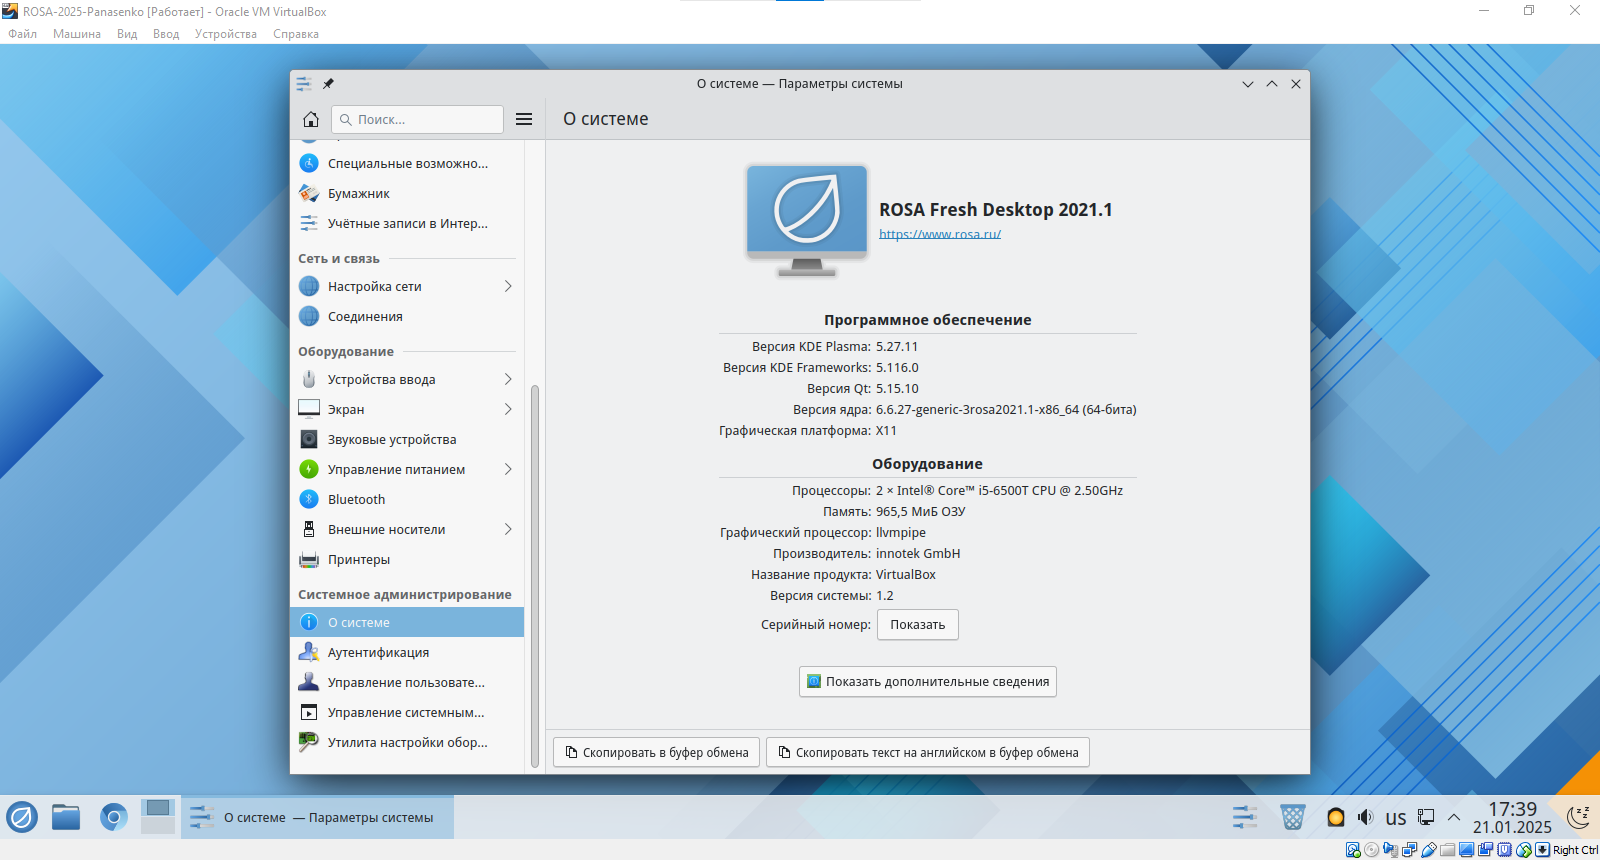 ROSA-2025-Panasenko [Работает] - Oracle VM VirtualBox
Файл Машина Вид Ввод Устройства Справка
О системе — Параметры системы
Поиск...
О системе
Специальные возможно...
Бумажник
Учётные записи в Интер...
Сеть и связь
Настройка сети
Соединения
Оборудование
Устройства ввода
Экран
Звуковые устройства
Управление питанием
Bluetooth
Внешние носители
Принтеры
Системное администрирование
О системе
Аутентификация
Управление пользовате...
Управление системным...
Утилита настройки обор...
ROSA Fresh Desktop 2021.1
https://www.rosa.ru/
Программное обеспечение
Версия KDE Plasma: 5.27.11
Версия KDE Frameworks: 5.116.0
Версия Qt: 5.15.10
Версия ядра: 6.6.27-generic-3rosa2021.1-x86_64 (64-бита)
Графическая платформа: X11
Оборудование
Процессоры: 2 × Intel® Core™ i5-6500T CPU @ 2.50GHz
Память: 965,5 МиБ ОЗУ
Графический процессор: llvmpipe
Производитель: innotek GmbH
Название продукта: VirtualBox
Версия системы: 1.2
Серийный номер: Показать
Показать дополнительные сведения
Скопировать в буфер обмена Скопировать текст на английском в буфер обмена
О системе — Параметры системы
us
17:39
21.01.2025
Right Ctrl